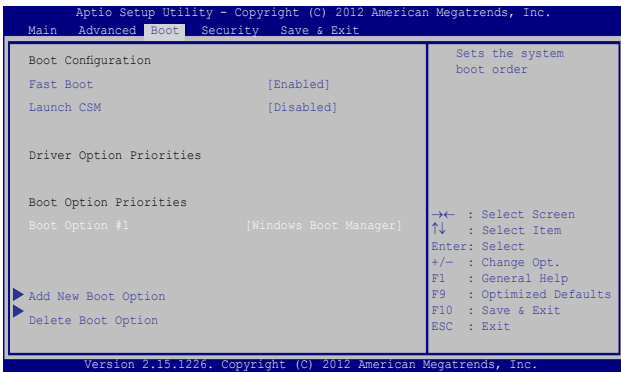 Aptio Setup Utility - Copyright (C) 2012 American Megatrends, Inc.
Main Advanced Boot Security Save & Exit
Boot Configuration
Fast Boot [Enabled]
Launch CSM [Disabled]
Driver Option Priorities
Boot Option Priorities
Boot Option #1 [Windows Boot Manager]
Add New Boot Option
Delete Boot Option
Sets the system
boot order
→← : Select Screen
↑↓ : Select Item
Enter: Select
+/— : Change Opt.
F1 : General Help
F9 : Optimized Defaults
F10 : Save & Exit
ESC : Exit
Version 2.15.1226. Copyright (C) 2012 American Megatrends, Inc.